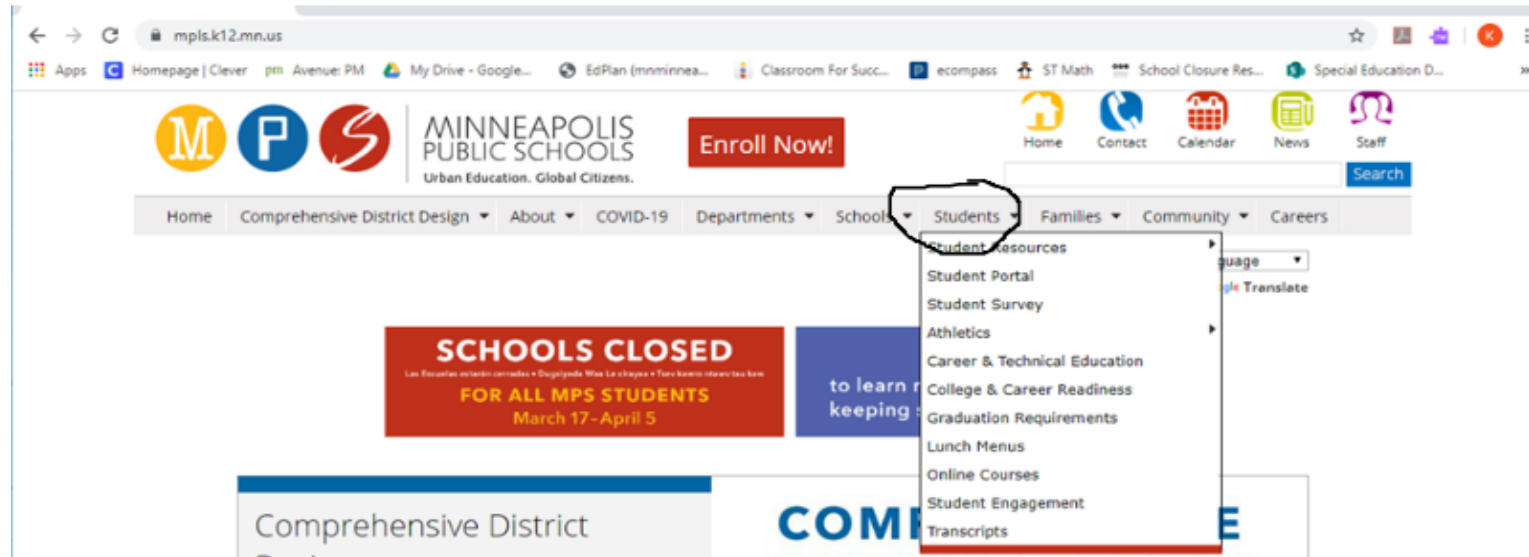 mpls.k12.mn.us
Apps Homepage | Clever Avenue: PM My Drive - Google... EdPlan (mnminnea... Classroom For Succ... ecompass ST Math School Closure Res... Special Education D... »
M P S
MINNEAPOLIS
PUBLIC SCHOOLS
Urban Education. Global Citizens.
Enroll Now!
Home Contact Calendar News Staff
Search
Home Comprehensive District Design About COVID-19 Departments Schools Students Families Community Careers
Student Resources
Student Portal
Student Survey
Athletics
Career & Technical Education
College & Career Readiness
Graduation Requirements
Lunch Menus
Online Courses
Student Engagement
Transcripts
Translate
SCHOOLS CLOSED
FOR ALL MPS STUDENTS
March 17-April 5
to learn
keeping
Comprehensive District